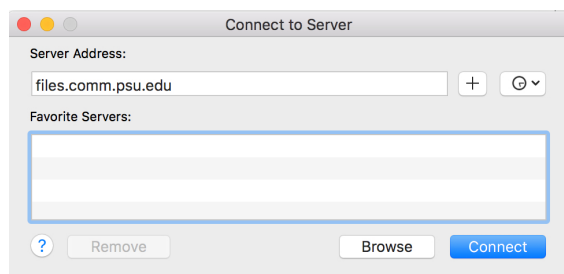 Connect to Server
Server Address:
files.comm.psu.edu
Favorite Servers:
? Remove Browse Connect